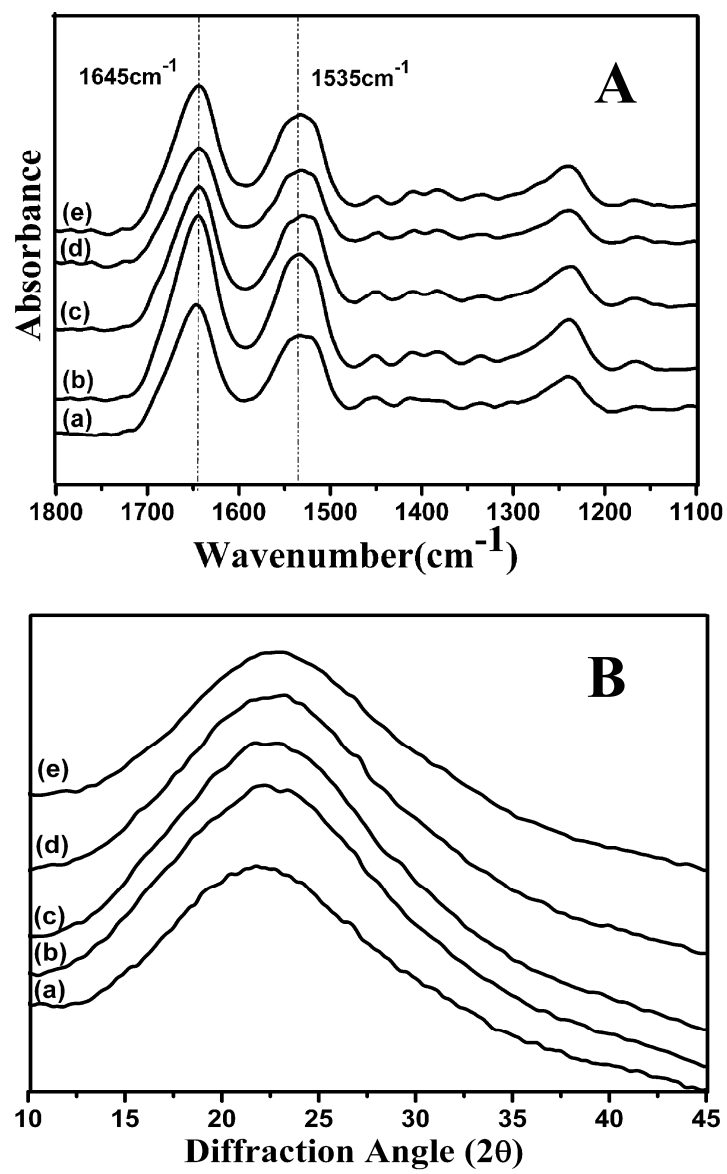 A
1645cm-1
1535cm-1
Absorbance
(e)
(d)
(c)
(b)
(a)
1800 1700 1600 1500 1400 1300 1200 1100
Wavenumber(cm-1)
B
(e)
(d)
(c)
(b)
(a)
10 15 20 25 30 35 40 45
Diffraction Angle (2θ)